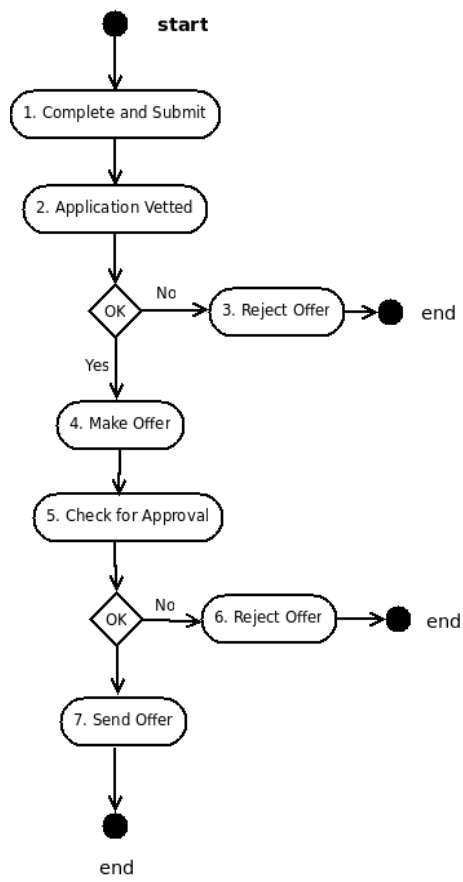 start
1. Complete and Submit
2. Application Vetted
OK
No
3. Reject Offer
end
Yes
4. Make Offer
5. Check for Approval
OK
No
6. Reject Offer
end
7. Send Offer
end